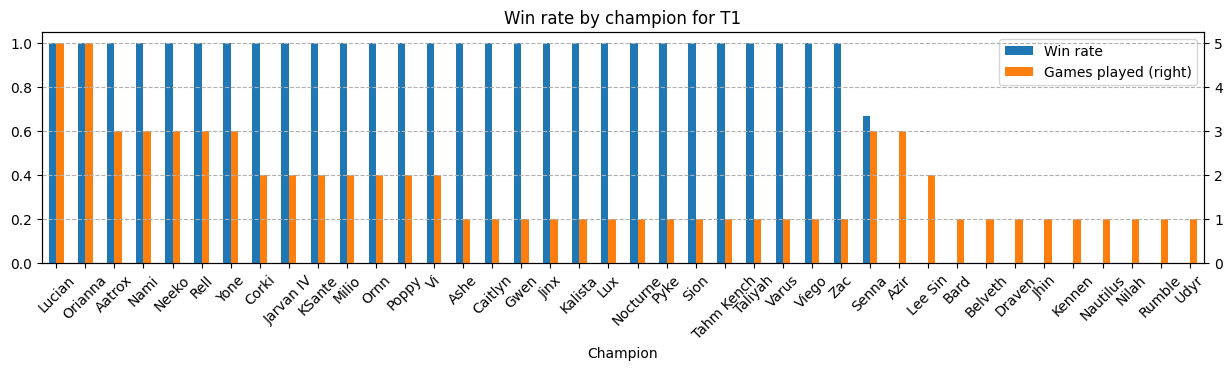 Win rate by champion for T1
Win rate
Games played (right)
1.0
0.8
0.6
0.4
0.2
0.0
5
4
3
2
1
0
Lucian
Orianna
Aatrox
Nami
Neeko
Rell
Yone
Corki
Jarvan IV
KSante
Milio
Ornn
Poppy
Vi
Ashe
Caitlyn
Gwen
Jinx
Kalista
Lux
Nocturne
Pyke
Sion
Tahm Kench
Taliyah
Varus
Viego
Zac
Senna
Azir
Lee Sin
Bard
Belveth
Draven
Jhin
Kennen
Nautilus
Nilah
Rumble
Udyr
Champion